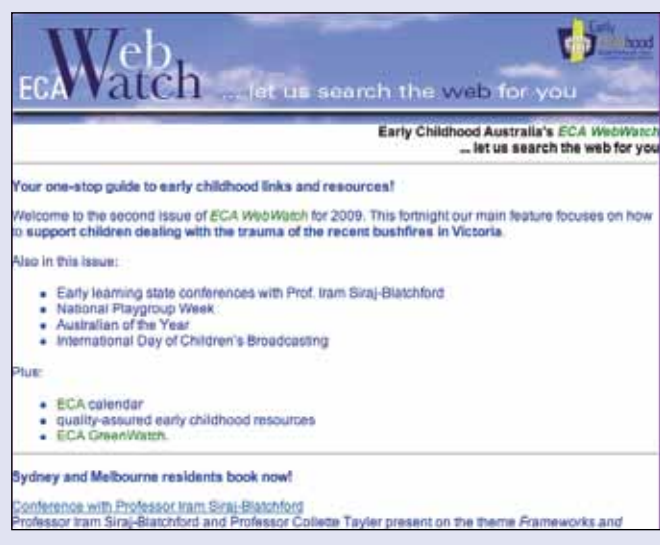 ECA Web Watch ... let us search the web for you
Early
hood
Early Childhood Australia's ECA WebWatch
... let us search the web for you
Your one-stop guide to early childhood links and resources!
Welcome to the second issue of ECA WebWatch for 2009. This fortnight our main feature focuses on how
to support children dealing with the trauma of the recent bushfires in Victoria.
Also in this issue:
• Early learning state conferences with Prof. Iram Siraj-Blatchford
• National Playgroup Week
• Australian of the Year
• International Day of Children's Broadcasting
Plus:
• ECA calendar
• quality-assured early childhood resources
• ECA GreenWatch.
Sydney and Melbourne residents book now!
Conference with Professor Iram Siraj-Blatchford
Professor Iram Siraj-Blatchford and Professor Collette Tayler present on the theme Frameworks and